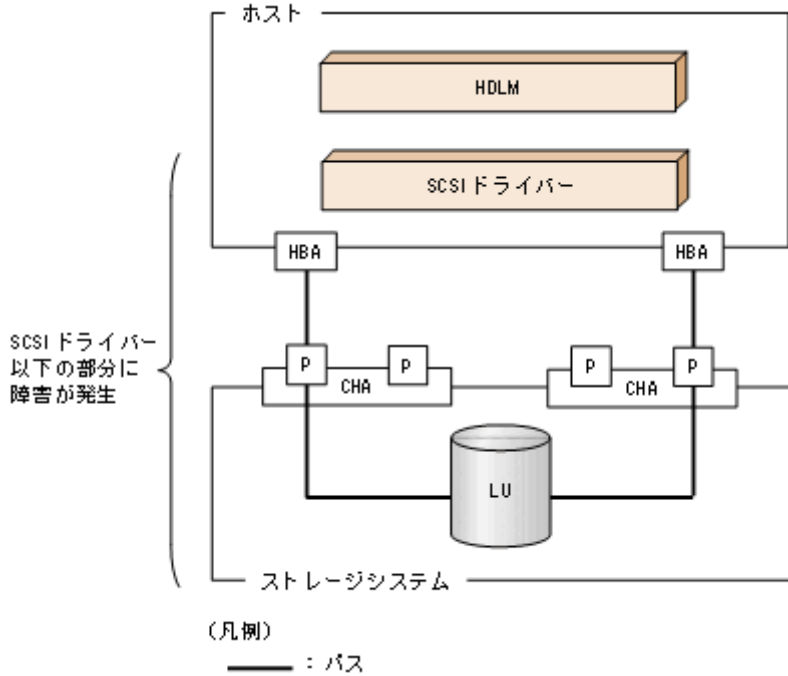 ホスト
HDLM
SCSIドライバー
HBA
HBA
SCSIドライバー
以下の部分に
障害が発生
P
P
P
P
CHA
CHA
LU
ストレージシステム
(凡例)
:パス